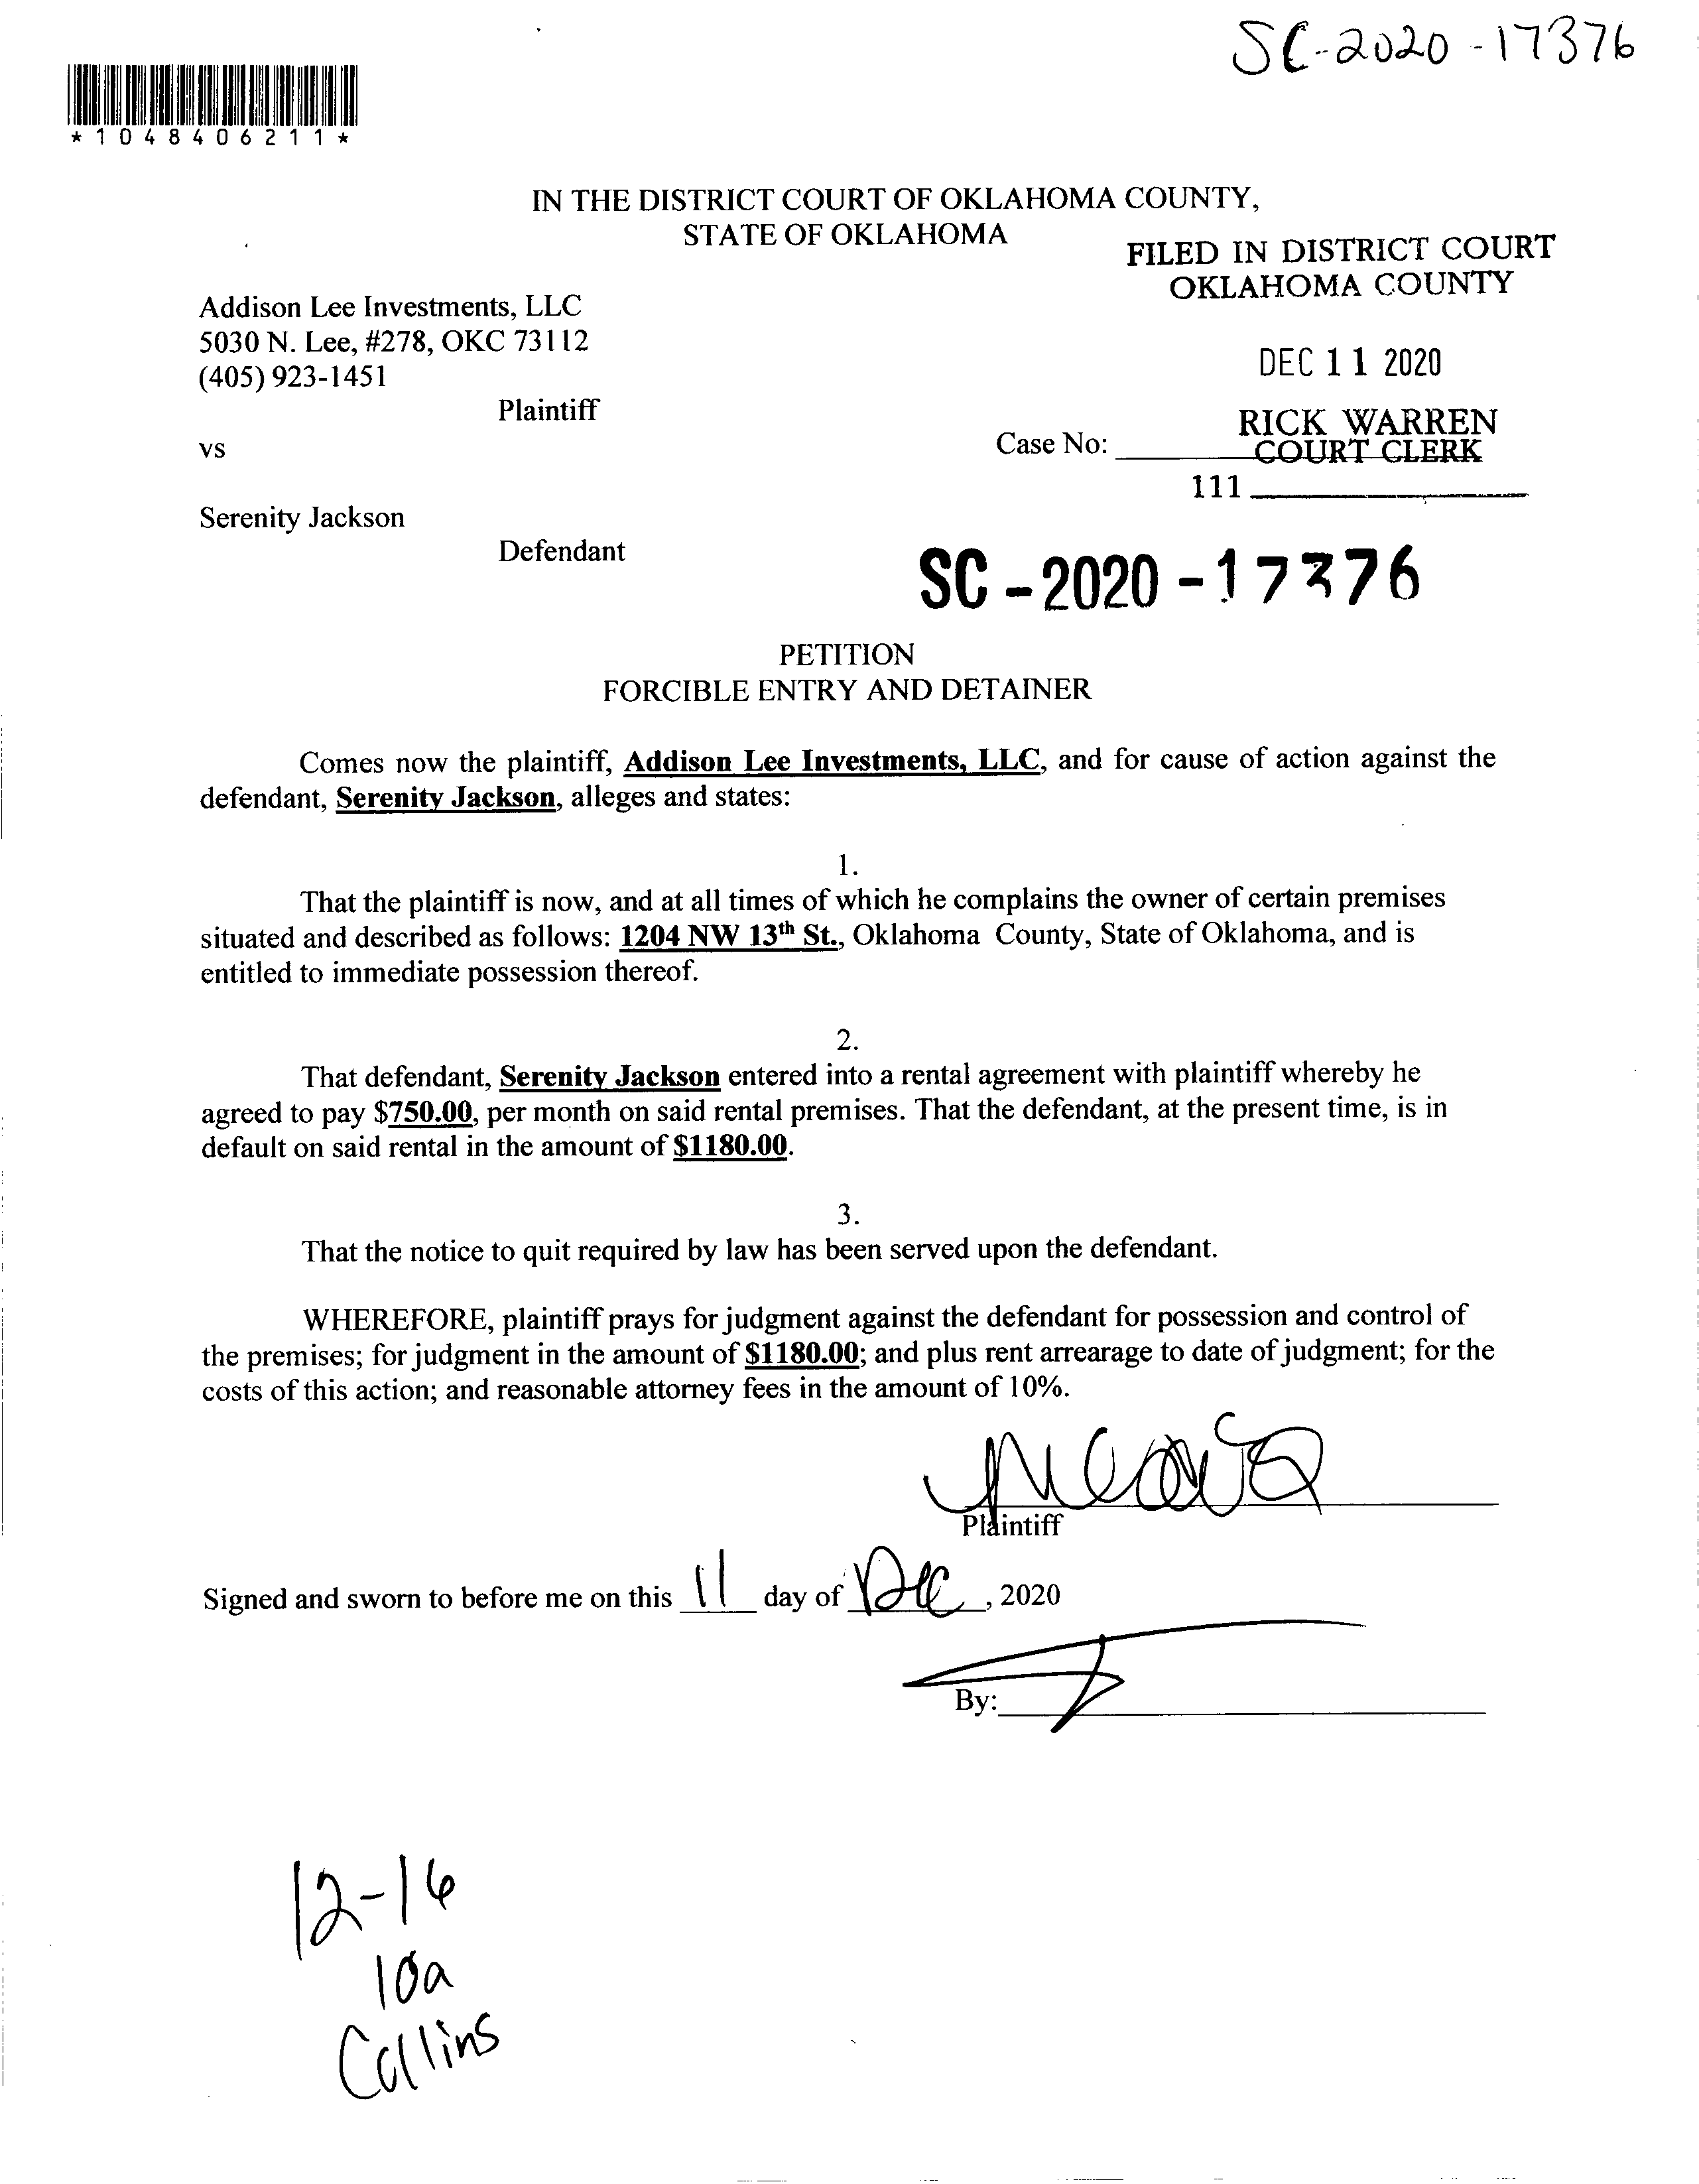 SC-2020-17376
*1048406211*
IN THE DISTRICT COURT OF OKLAHOMA COUNTY,
STATE OF OKLAHOMA
FILED IN DISTRICT COURT
OKLAHOMA COUNTY
Addison Lee Investments, LLC
5030 N. Lee, #278, OKC 73112
(405) 923-1451
DEC 11 2020
Plaintiff
RICK WARREN
COURT CLERK
vs
Case No:
111
Serenity Jackson
Defendant
SC-2020-17376
PETITION
FORCIBLE ENTRY AND DETAINER
Comes now the plaintiff, Addison Lee Investments, LLC, and for cause of action against the
defendant, Serenity Jackson, alleges and states:
1.
That the plaintiff is now, and at all times of which he complains the owner of certain premises
situated and described as follows: 1204 NW 13th St., Oklahoma County, State of Oklahoma, and is
entitled to immediate possession thereof.
2.
That defendant, Serenity Jackson entered into a rental agreement with plaintiff whereby he
agreed to pay $750.00, per month on said rental premises. That the defendant, at the present time, is in
default on said rental in the amount of $1180.00.
3.
That the notice to quit required by law has been served upon the defendant.
WHEREFORE, plaintiff prays for judgment against the defendant for possession and control of
the premises; for judgment in the amount of $1180.00; and plus rent arrearage to date of judgment; for the
costs of this action; and reasonable attorney fees in the amount of 10%.
Plaintiff
Signed and sworn to before me on this 11 day of Dec, 2020
By:
12-16
10a
Collins